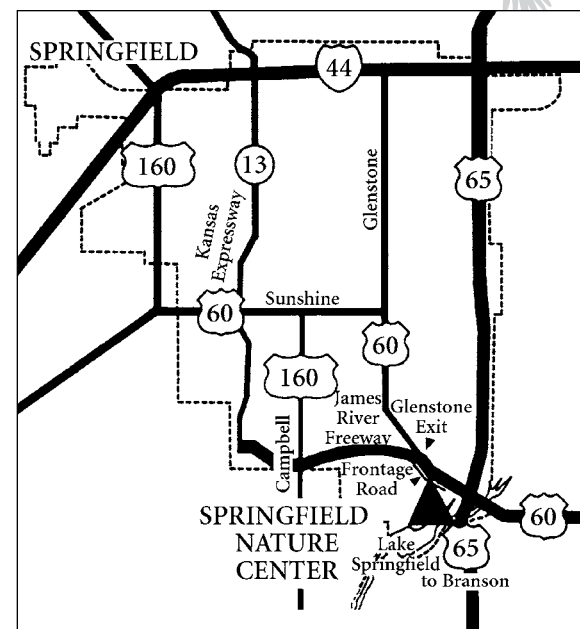 SPRINGFIELD
44
160
13
65
Glenstone
Kansas
Expressway
Sunshine
60
60
160
James
River
Freeway
Glenstone
Exit
Campbell
Frontage
Road
SPRINGFIELD
NATURE
CENTER
60
Lake
Springfield
65
to Branson